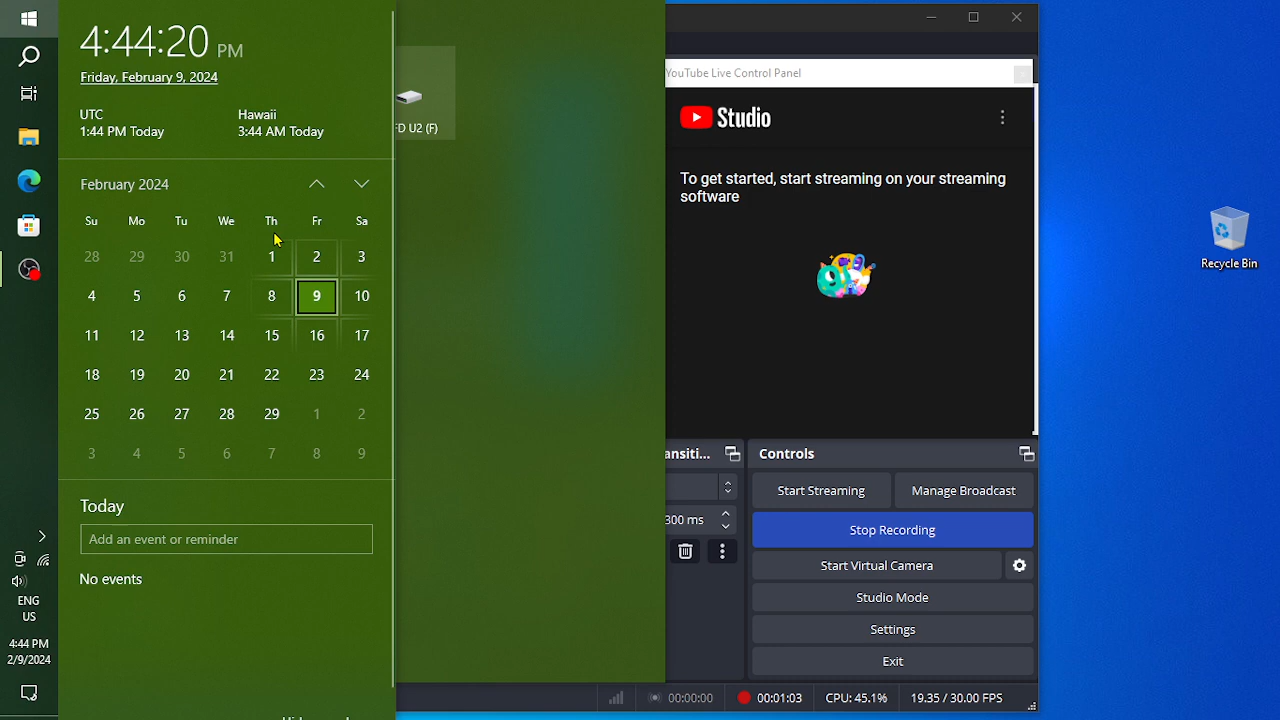 4:44:20 PM
Friday, February 9, 2024
UTC Hawaii
1:44 PM Today 3:44 AM Today
February 2024
Su Mo Tu We Th Fr Sa
28 29 30 31 1 2 3
4 5 6 7 8 9 10
11 12 13 14 15 16 17
18 19 20 21 22 23 24
25 26 27 28 29 1 2
3 4 5 6 7 8 9
Today
Add an event or reminder
No events
ENG
US
4:44 PM
2/9/2024
FD U2 (F)
YouTube Live Control Panel
Studio
To get started, start streaming on your streaming
software
ansiti...
300 ms
Controls
Start Streaming Manage Broadcast
Stop Recording
Start Virtual Camera
Studio Mode
Settings
Exit
00:00:00 00:01:03 CPU: 45.1% 19.35 / 30.00 FPS
Recycle Bin